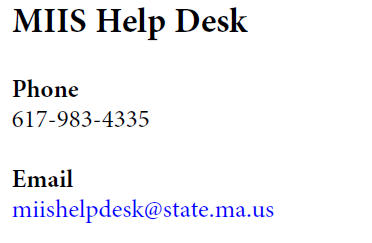 MIIS Help Desk
Phone
617-983-4335
Email
miishelpdesk@state.ma.us